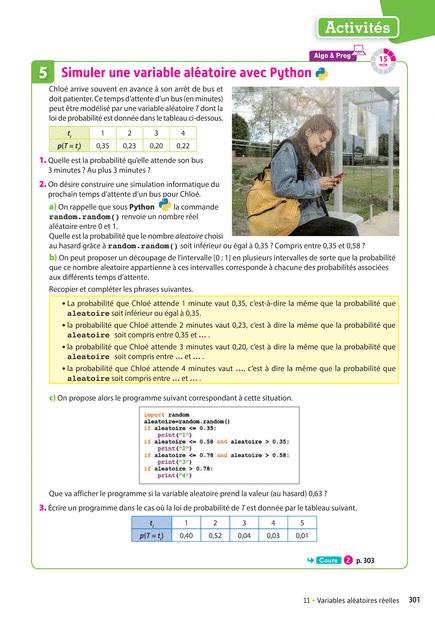 Activités
Algo & Prog
15
min
5 Simuler une variable aléatoire avec Python
Chloé arrive souvent en avance à son arrêt de bus et
doit patienter. Ce temps d'attente d'un bus (en minutes)
peut être modélisé par une variable aléatoire T dont la
loi de probabilité est donnée dans le tableau ci-dessous.
tᵢ 1 2 3 4
p(T = tᵢ) 0,35 0,23 0,20 0,22
1. Quelle est la probabilité qu'elle attende son bus
3 minutes ? Au plus 3 minutes ?
2. On désire construire une simulation informatique du
prochain temps d'attente d'un bus pour Chloé.
a) On rappelle que sous Python la commande
random.random() renvoie un nombre réel
aléatoire entre 0 et 1.
Quelle est la probabilité que le nombre aleatoire choisi
au hasard grâce à random.random() soit inférieur ou égal à 0,35 ? Compris entre 0,35 et 0,58 ?
b) On peut proposer un découpage de l'intervalle [0 ; 1] en plusieurs intervalles de sorte que la probabilité
que ce nombre aleatoire appartienne à ces intervalles corresponde à chacune des probabilités associées
aux différents temps d'attente.
Recopier et compléter les phrases suivantes.
• La probabilité que Chloé attende 1 minute vaut 0,35, c'est-à-dire la même que la probabilité que
aleatoire soit inférieur ou égal à 0,35.
• la probabilité que Chloé attende 2 minutes vaut 0,23, c'est à dire la même que la probabilité que
aleatoire soit compris entre 0,35 et ... .
• la probabilité que Chloé attende 3 minutes vaut 0,20, c'est à dire la même que la probabilité que
aleatoire soit compris entre ... et ... .
• la probabilité que Chloé attende 4 minutes vaut ..., c'est à dire la même que la probabilité que
aleatoire soit compris entre ... et ... .
c) On propose alors le programme suivant correspondant à cette situation.
import random
aleatoire=random.random()
if aleatoire <= 0.35:
print("1")
if aleatoire <= 0.58 and aleatoire > 0.35:
print("2")
if aleatoire <= 0.78 and aleatoire > 0.58:
print("3")
if aleatoire > 0.78:
print("4")
Que va afficher le programme si la variable aleatoire prend la valeur (au hasard) 0,63 ?
3. Écrire un programme dans le cas où la loi de probabilité de T est donnée par le tableau suivant.
tᵢ 1 2 3 4 5
p(T = tᵢ) 0,40 0,52 0,04 0,03 0,01
Cours 2 p. 303
11 • Variables aléatoires réelles 301